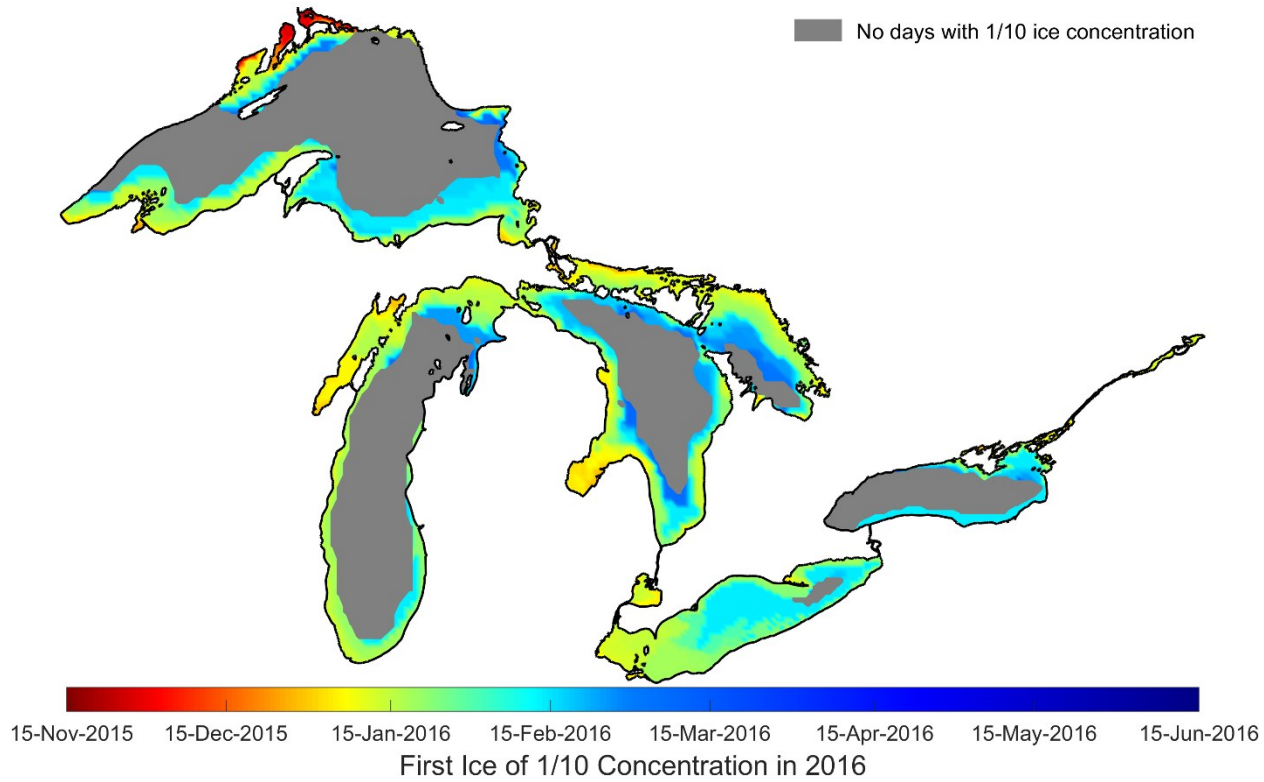 No days with 1/10 ice concentration
15-Nov-2015 15-Dec-2015 15-Jan-2016 15-Feb-2016 15-Mar-2016 15-Apr-2016 15-May-2016 15-Jun-2016
First Ice of 1/10 Concentration in 2016